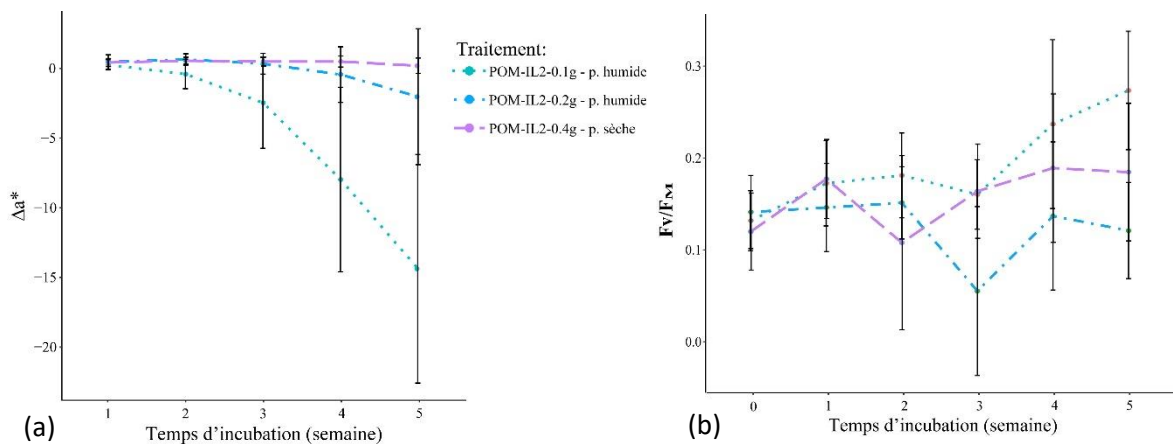 0
−5
−10
−15
−20
Δa*
1 2 3 4 5
Temps d’incubation (semaine)
(a)
Traitement:
POM-IL2-0.1g - p. humide
POM-IL2-0.2g - p. humide
POM-IL2-0.4g - p. sèche
0.3
0.2
0.1
0.0
Fv/FM
0 1 2 3 4 5
Temps d’incubation (semaine)
(b)